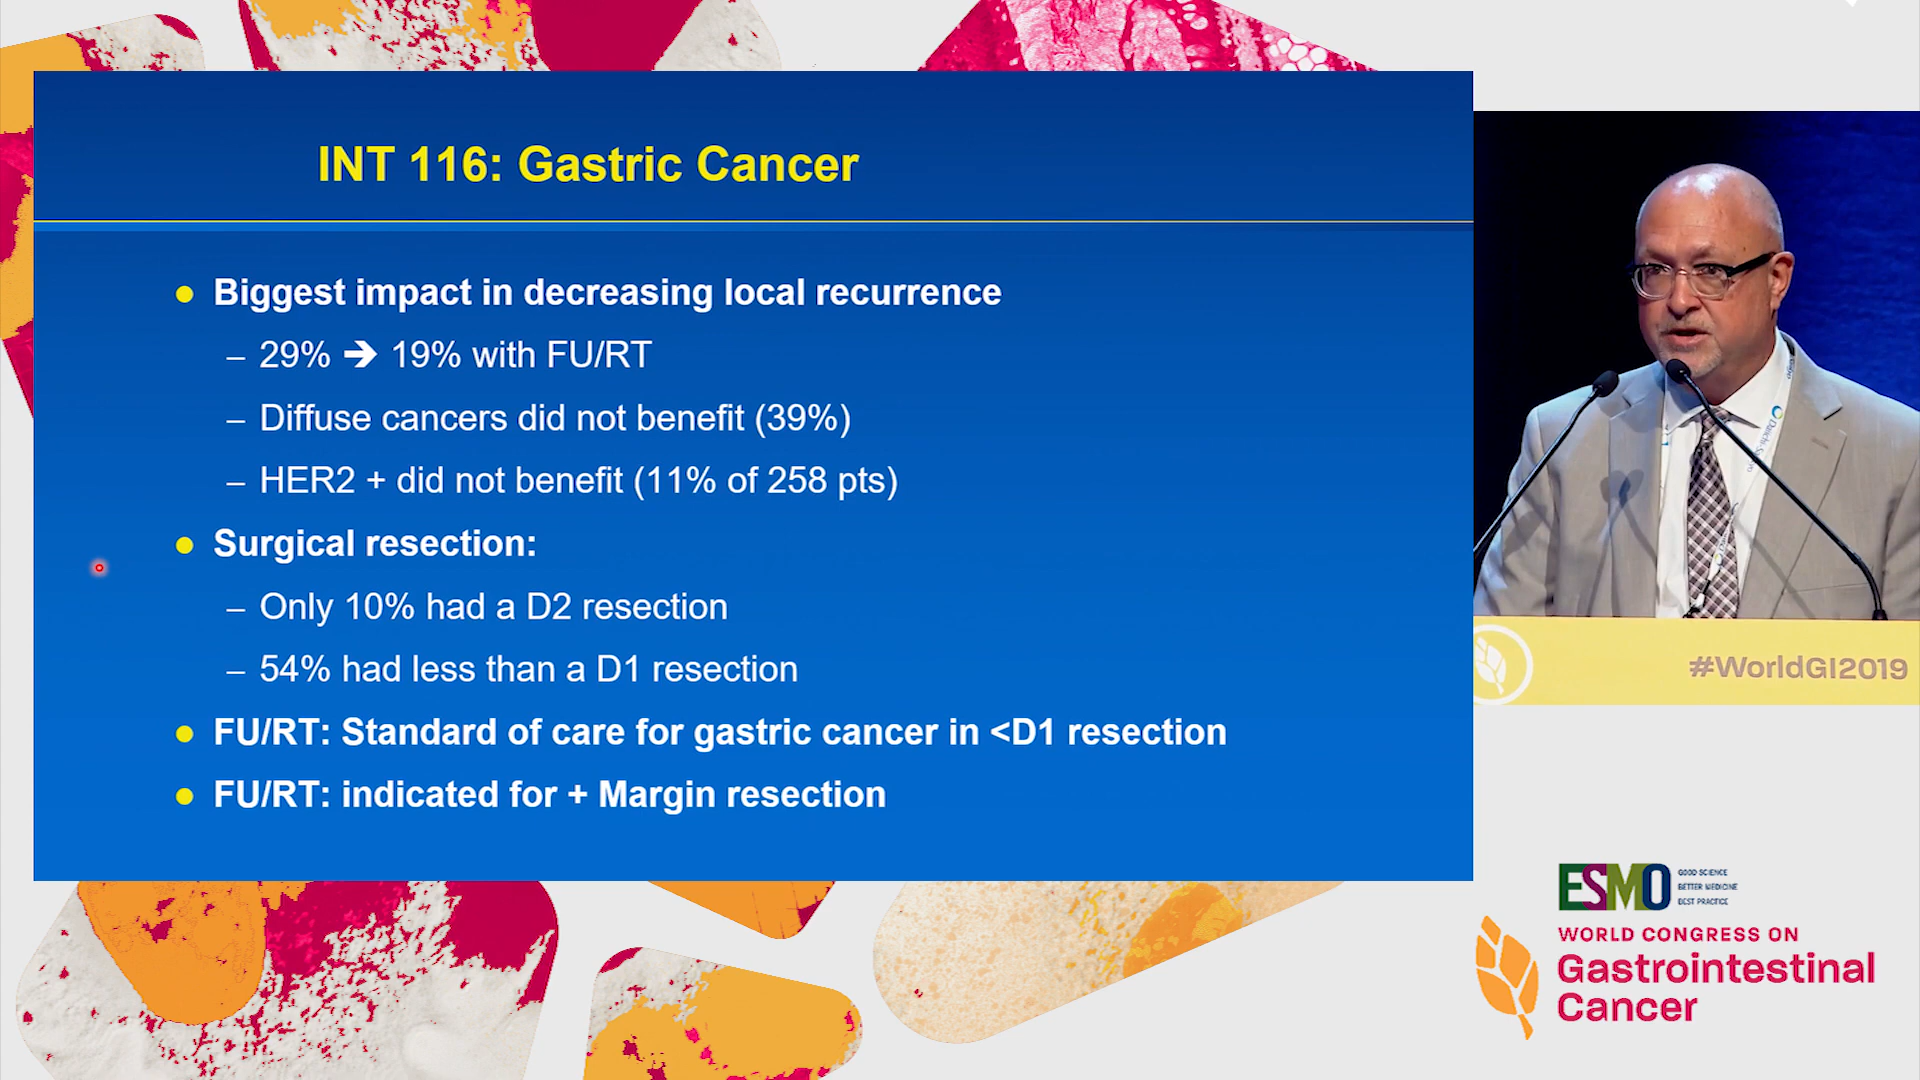 INT 116: Gastric Cancer
Biggest impact in decreasing local recurrence
– 29% ➔ 19% with FU/RT
– Diffuse cancers did not benefit (39%)
– HER2 + did not benefit (11% of 258 pts)
Surgical resection:
– Only 10% had a D2 resection
– 54% had less than a D1 resection
FU/RT: Standard of care for gastric cancer in <D1 resection
FU/RT: indicated for + Margin resection
Daiichi-Sankyo
#WorldGI2019
ESMO
GOOD SCIENCE
BETTER MEDICINE
BEST PRACTICE
WORLD CONGRESS ON
Gastrointestinal
Cancer